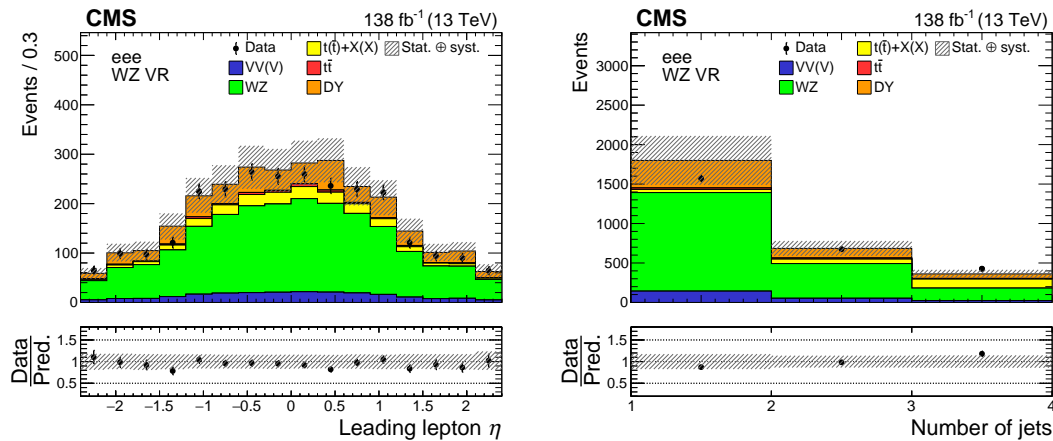 CMS 138 fb⁻¹ (13 TeV)
Events / 0.3
eee
WZ VR
Data
t(t̄)+X(X)
Stat. ⊕ syst.
VV(V)
tt̄
WZ
DY
500
400
300
200
100
0
Data
Pred.
1.5
1
0.5
−2 −1.5 −1 −0.5 0 0.5 1 1.5 2
Leading lepton η
CMS 138 fb⁻¹ (13 TeV)
Events
eee
WZ VR
Data
t(t̄)+X(X)
Stat. ⊕ syst.
VV(V)
tt̄
WZ
DY
3000
2500
2000
1500
1000
500
0
Data
Pred.
1.5
1
0.5
1 2 3 4
Number of jets